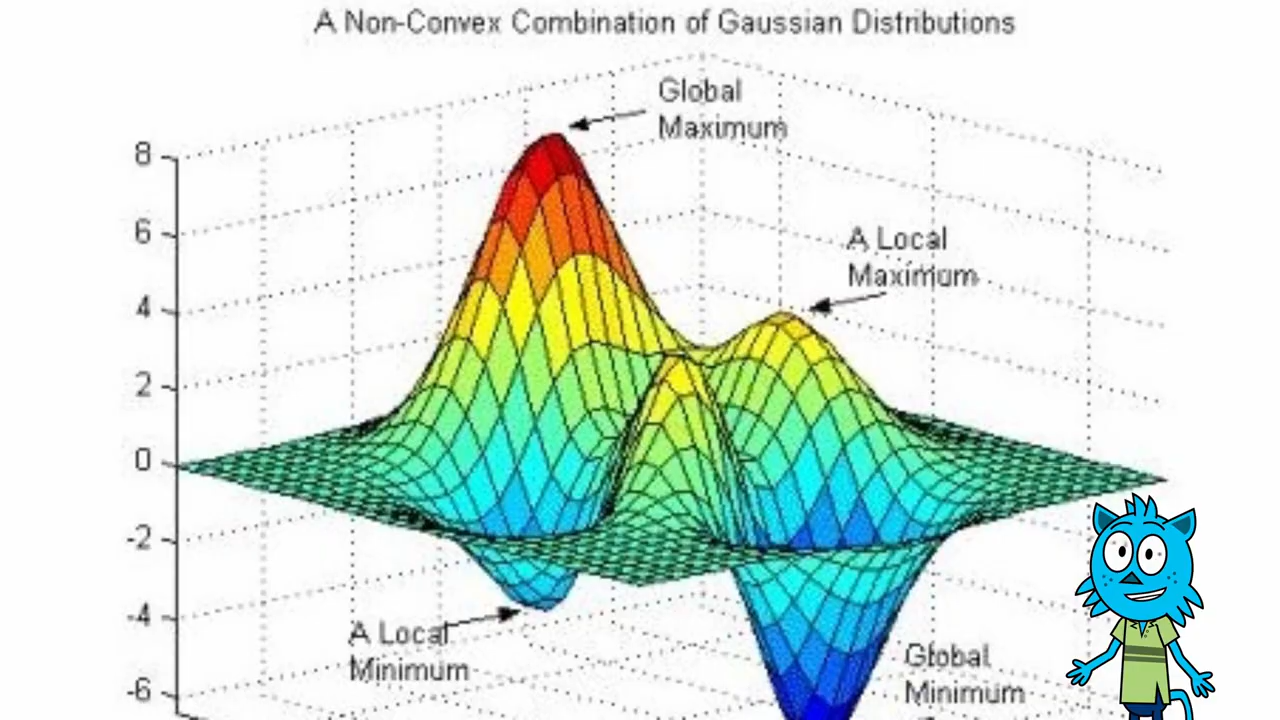 A Non-Convex Combination of Gaussian Distributions
Global
Maximum
8
6
A Local
Maximum
4
2
0
-2
-4
A Local
Minimum
Global
Minimum
-6